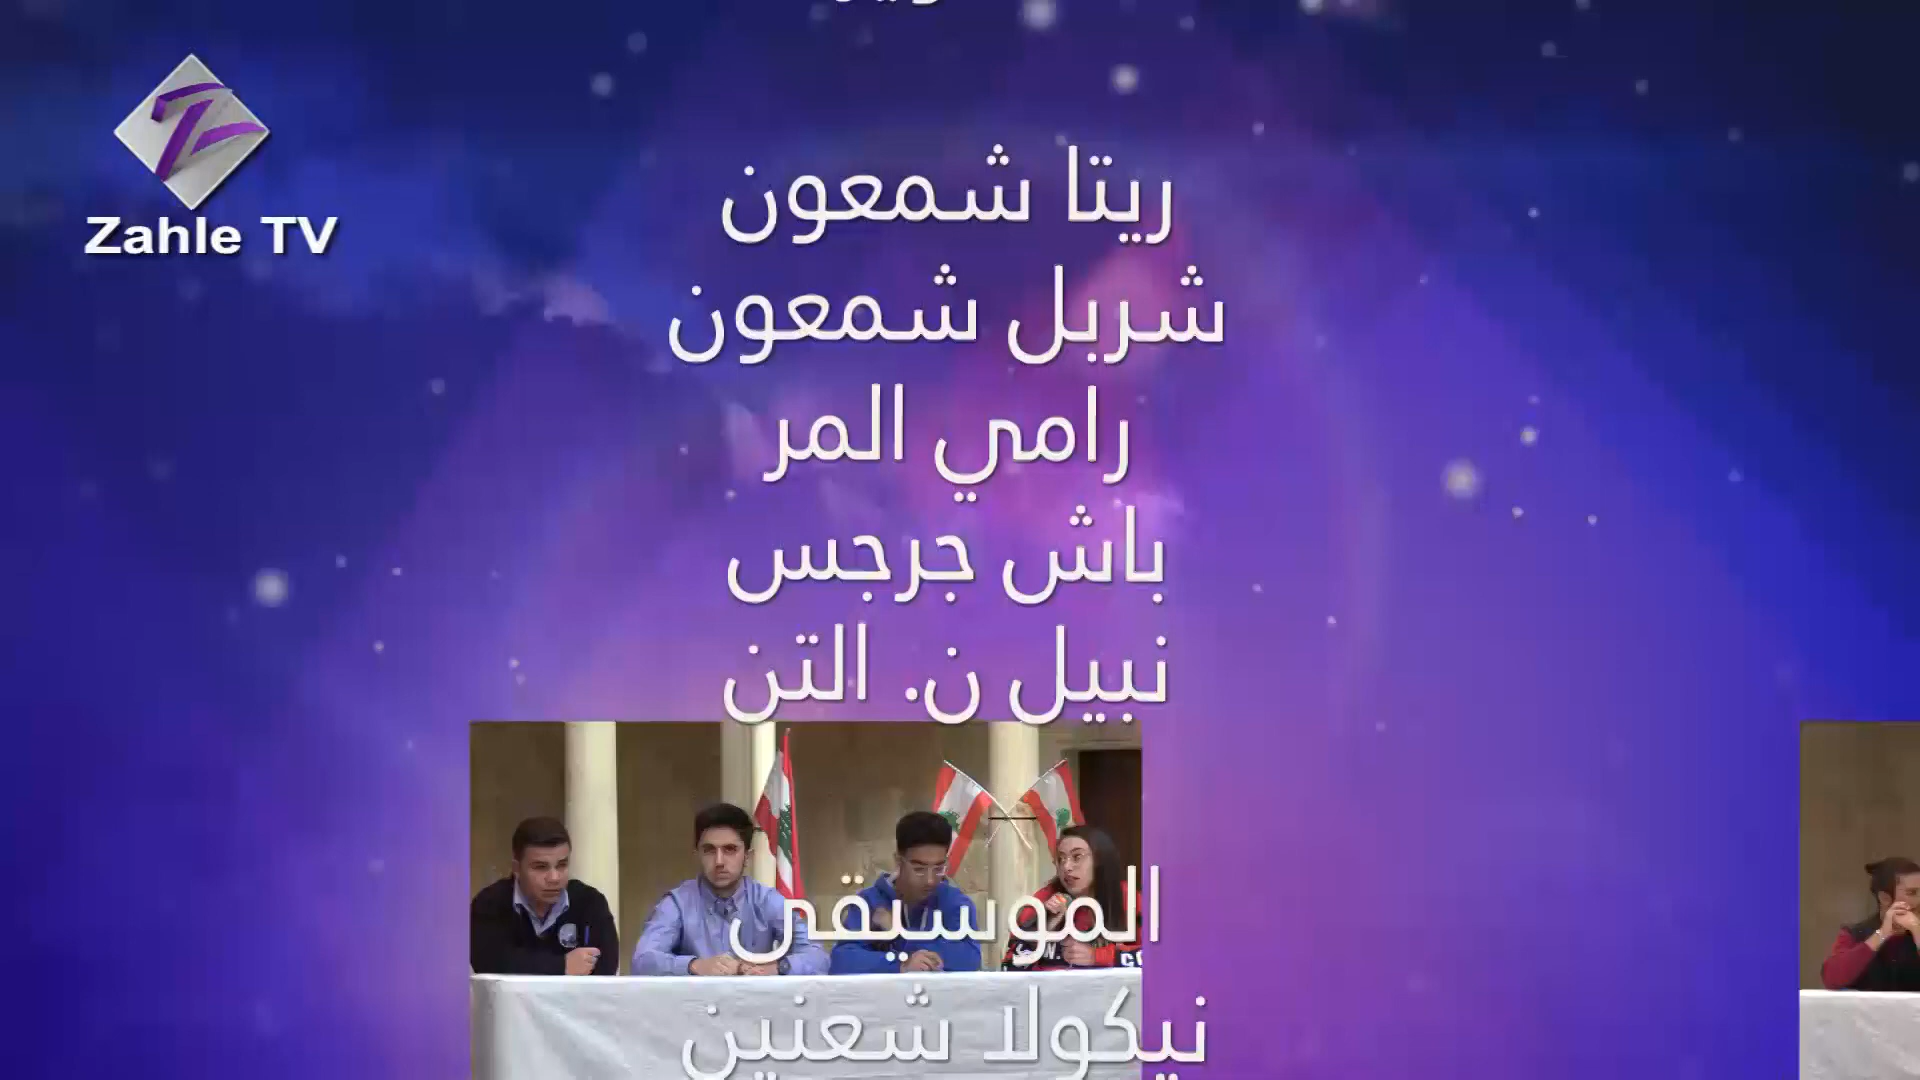 Zahle TV
ريتا شمعون
شربل شمعون
رامي المر
باش جرجس
نبيل ن. التن
الموسيقى
نيكولا شعنين